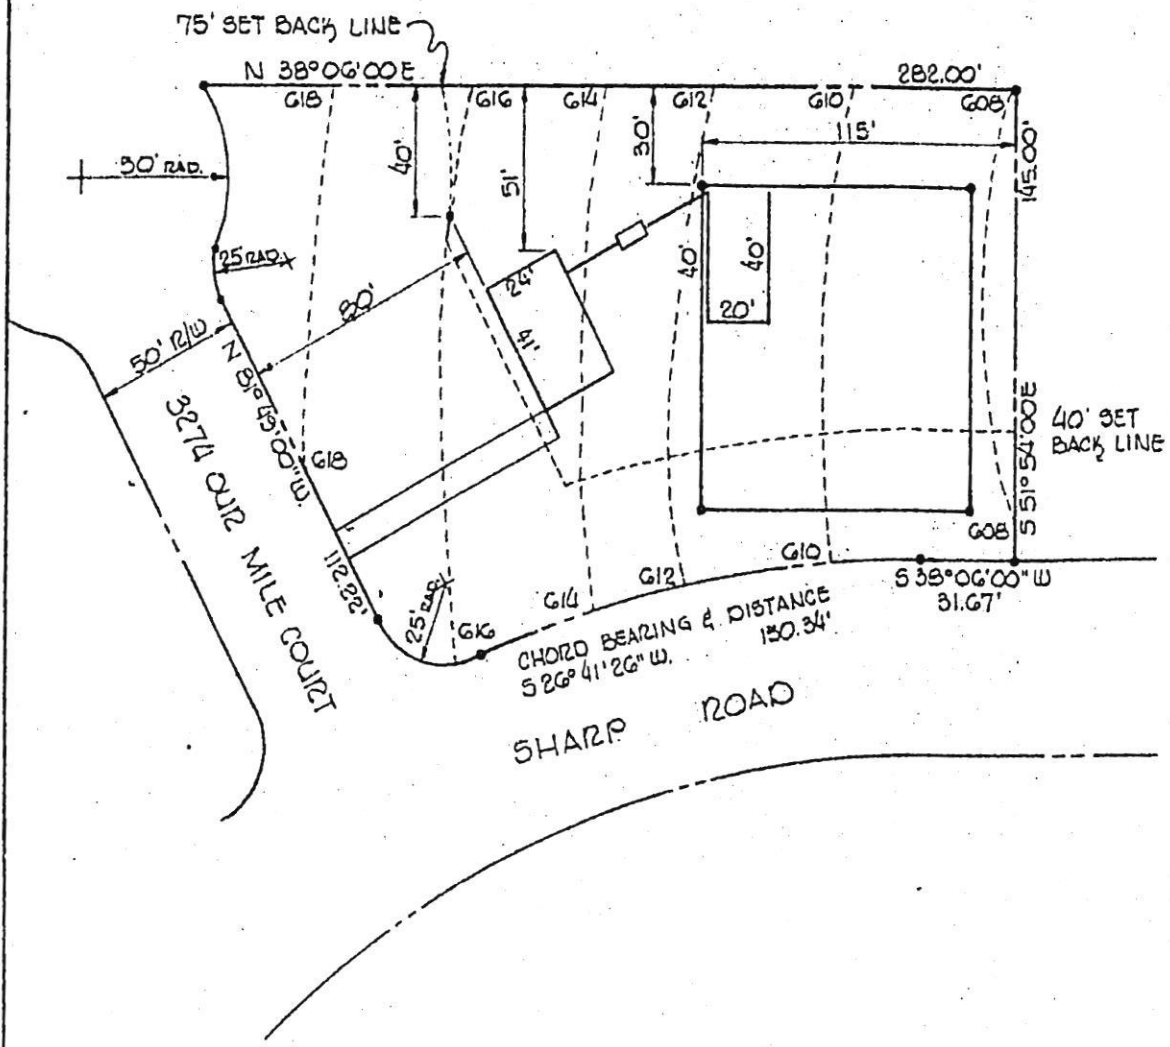 75' SET BACK LINE
N 38°06'00 E
282.00'
618
616
614
612
610
608
115'
30'
40'
51'
145.00'
50' RAD.
25 RAD.
24'
40'
40'
20'
80'
41'
50' R/W
N 81°49'00" W.
3274 OUR MILE COURT
618
112.22'
40' SET
BACK LINE
S 51°54'00 E
608
610
612
614
616
S 38°06'00" W
31.67'
25' RAD.
CHORD BEARING & DISTANCE
S 26°41'26" W.
130.34'
SHARP ROAD